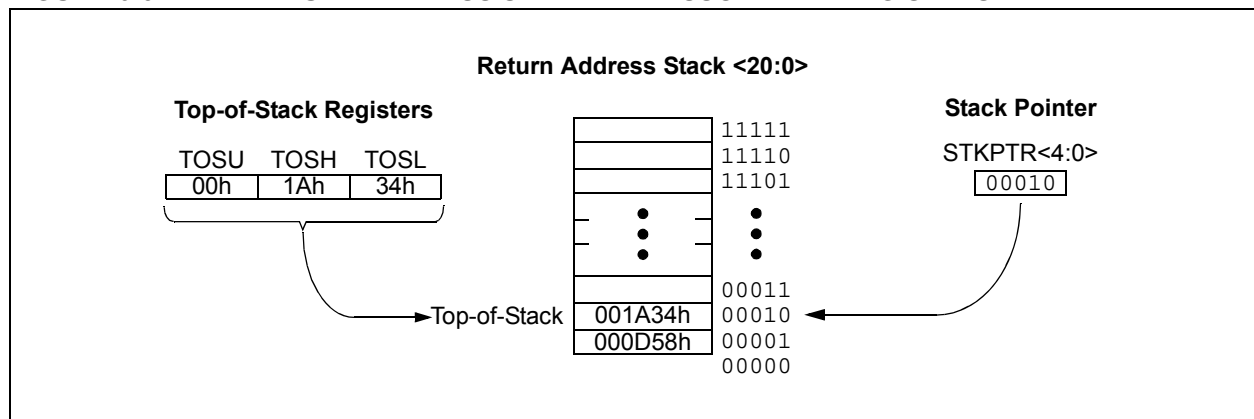 Return Address Stack <20:0>
Top-of-Stack Registers
Stack Pointer
TOSU TOSH TOSL
STKPTR<4:0>
00h 1Ah 34h
00010
11111
11110
11101
00011
Top-of-Stack 001A34h 00010
000D58h 00001
00000